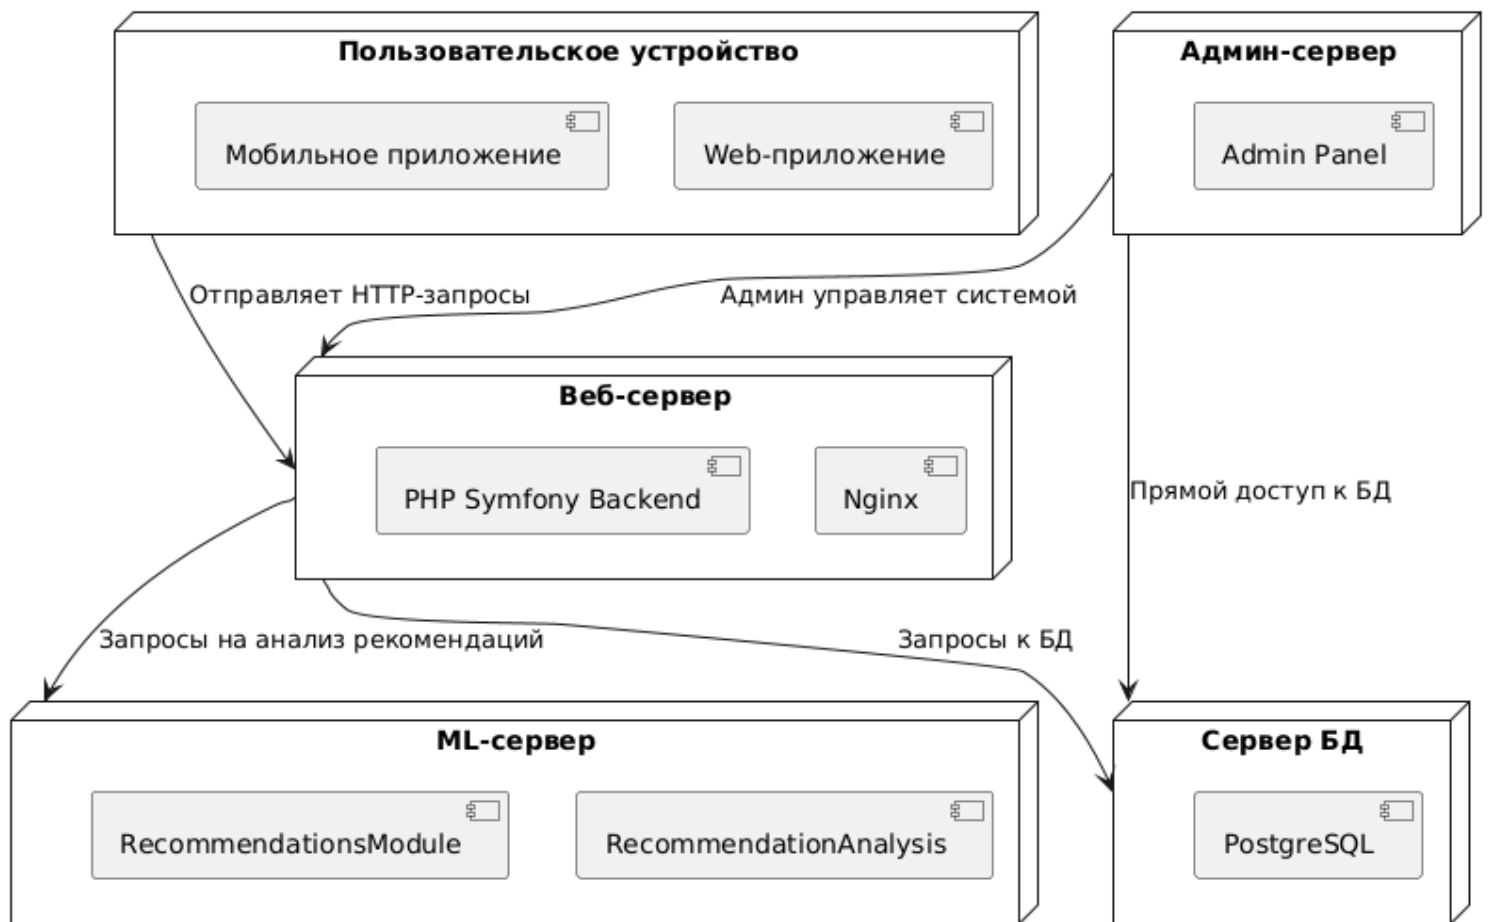 Пользовательское устройство
Мобильное приложение
Web-приложение
Админ-сервер
Admin Panel
Отправляет HTTP-запросы
Админ управляет системой
Веб-сервер
PHP Symfony Backend
Nginx
Прямой доступ к БД
Запросы на анализ рекомендаций
Запросы к БД
ML-сервер
RecommendationsModule
RecommendationAnalysis
Сервер БД
PostgreSQL